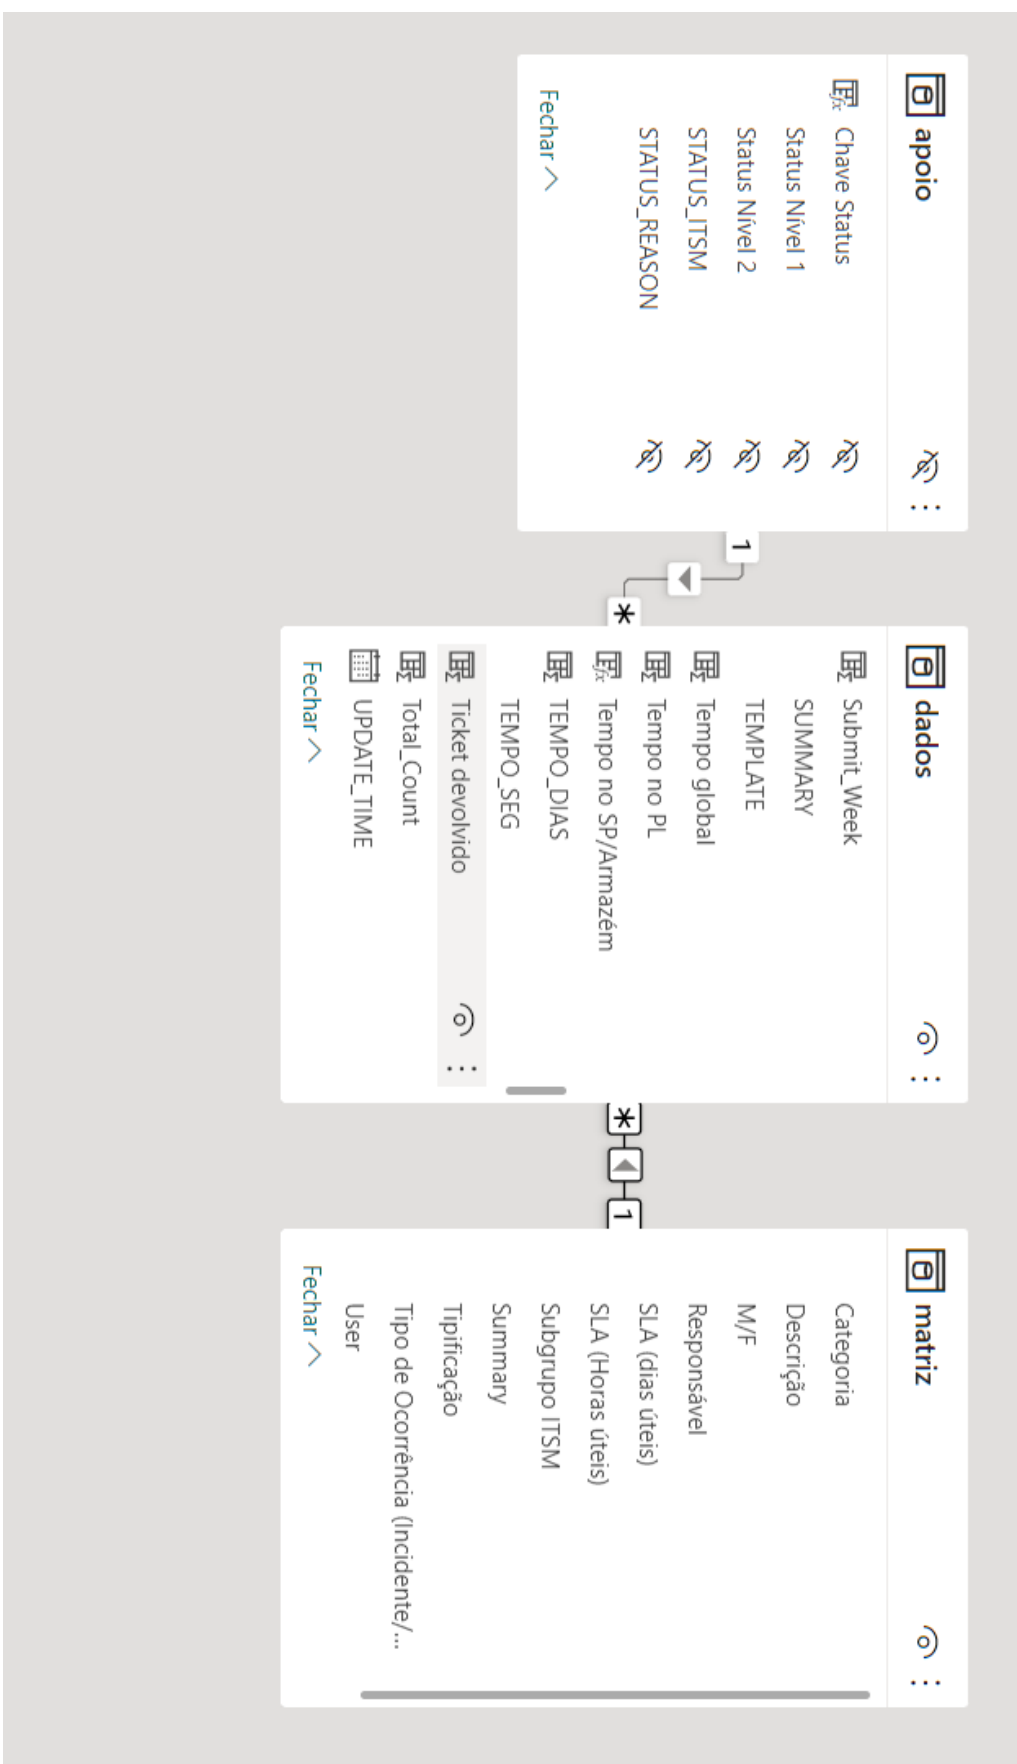 apoio
Chave Status
Status Nível 1
Status Nível 2
STATUS_ITSM
STATUS_REASON
Fechar
1
*
dados
Submit_Week
SUMMARY
TEMPLATE
Tempo global
Tempo no PL
Tempo no SP/Armazém
TEMPO_DIAS
TEMPO_SEG
Ticket devolvido
Total_Count
UPDATE_TIME
Fechar
*
1
matriz
Categoria
Descrição
M/F
Responsável
SLA (dias úteis)
SLA (Horas úteis)
Subgrupo ITSM
Summary
Tipificação
Tipo de Ocorrência (Incidente/...
User
Fechar